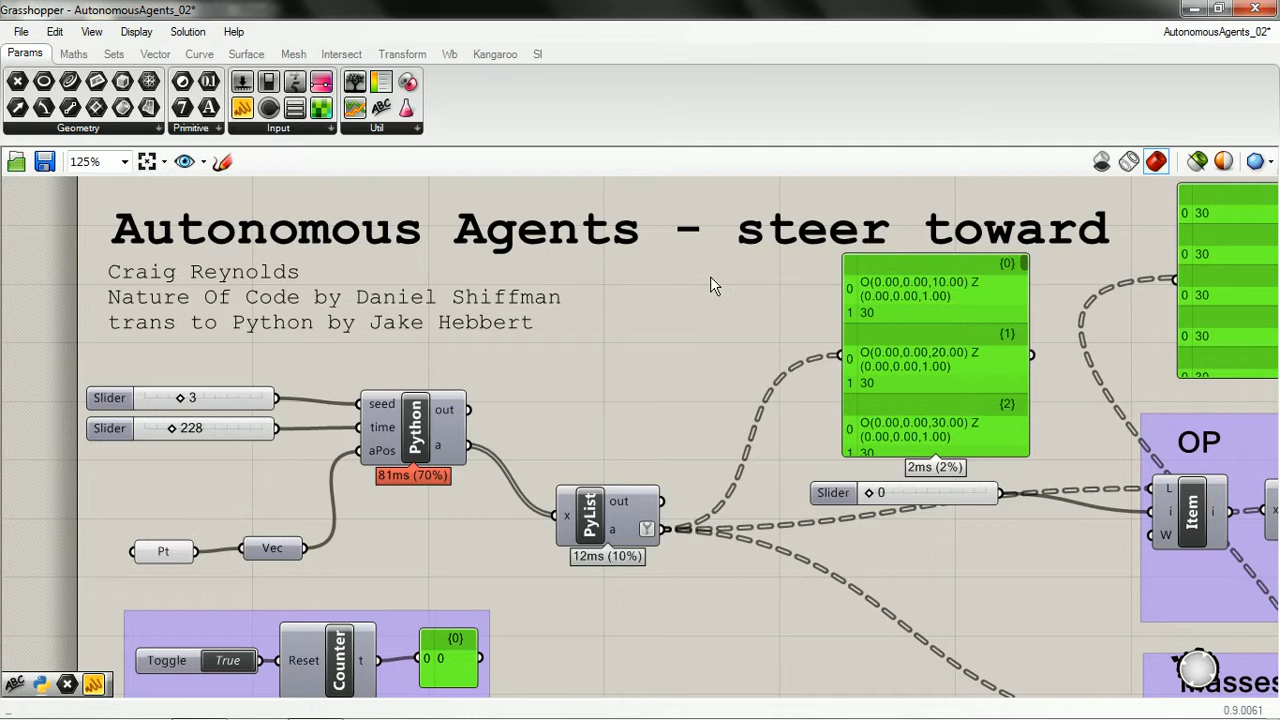 Grasshopper - AutonomousAgents_02*
File Edit View Display Solution Help
AutonomousAgents_02*
Params Maths Sets Vector Curve Surface Mesh Intersect Transform Wb Kangaroo SI
Geometry Primitive Input Util
125%
Autonomous Agents - steer toward
Craig Reynolds
Nature Of Code by Daniel Shiffman
trans to Python by Jake Hebbert
{0}
0 O(0.00,0.00,10.00) Z
(0.00,0.00,1.00)
1 30
{1}
0 O(0.00,0.00,20.00) Z
(0.00,0.00,1.00)
1 30
{2}
0 O(0.00,0.00,30.00) Z
(0.00,0.00,1.00)
1 30
2ms (2%)
0 30
0 30
0 30
0 30
0 30
Slider 3
Slider 228
seed
time
aPos
Python
out
a
81ms (70%)
Pt
Vec
x
PyList
out
a
12ms (10%)
Slider 0
OP
L
i
W
Item
i
x
Toggle True
Reset
Counter
t
{0}
0 0
Masses
0.9.0061